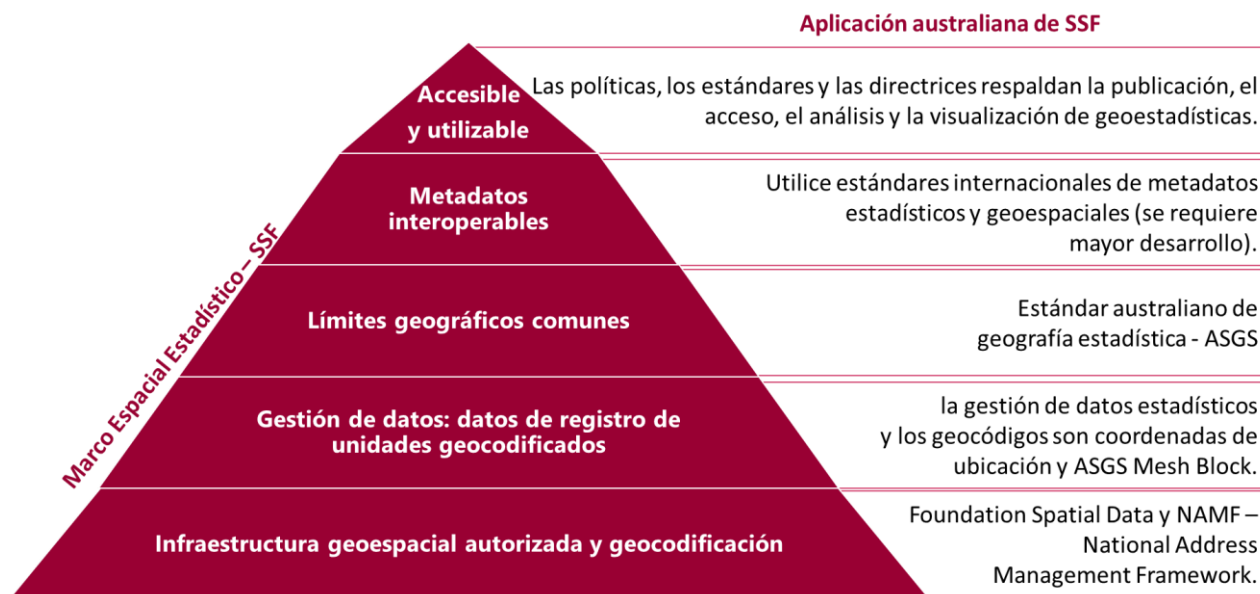 Aplicación australiana de SSF
Accesible
y utilizable
Las políticas, los estándares y las directrices respaldan la publicación, el
acceso, el análisis y la visualización de geoestadísticas.
Metadatos
interoperables
Utilice estándares internacionales de metadatos
estadísticos y geoespaciales (se requiere
mayor desarrollo).
Marco Espacial Estadístico – SSF
Límites geográficos comunes
Estándar australiano de
geografía estadística - ASGS
Gestión de datos: datos de registro de
unidades geocodificados
la gestión de datos estadísticos
y los geocódigos son coordenadas de
ubicación y ASGS Mesh Block.
Infraestructura geoespacial autorizada y geocodificación
Foundation Spatial Data y NAMF –
National Address
Management Framework.